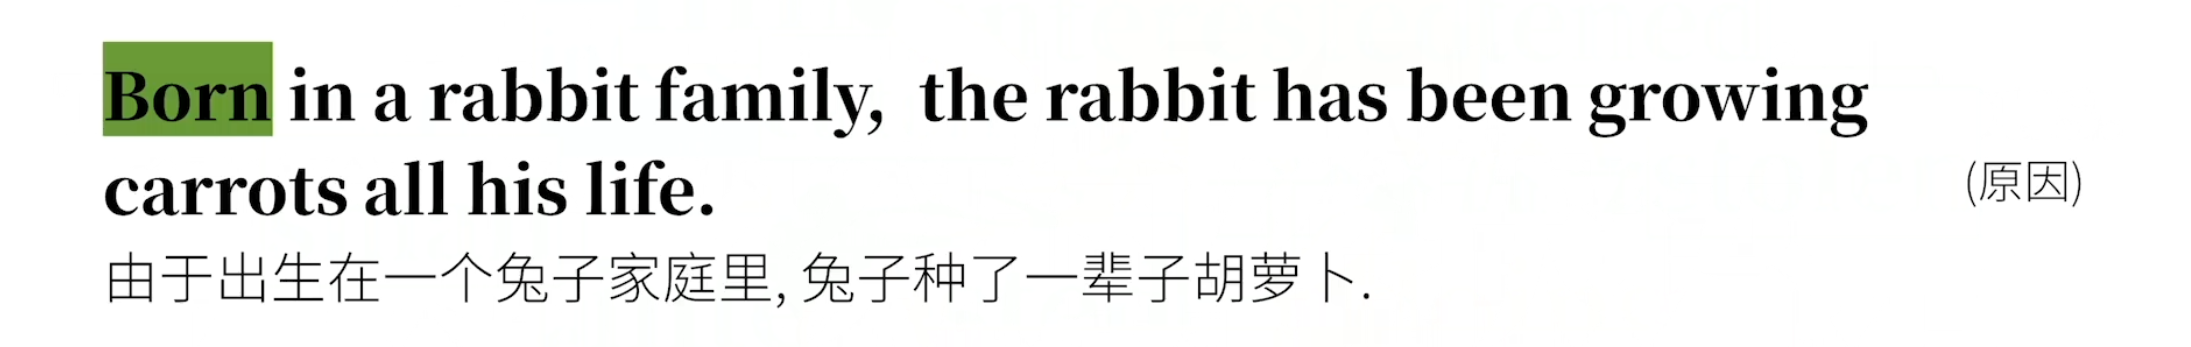 Born in a rabbit family, the rabbit has been growing
carrots all his life.
(原因)
由于出生在一个兔子家庭里, 兔子种了一辈子胡萝卜.